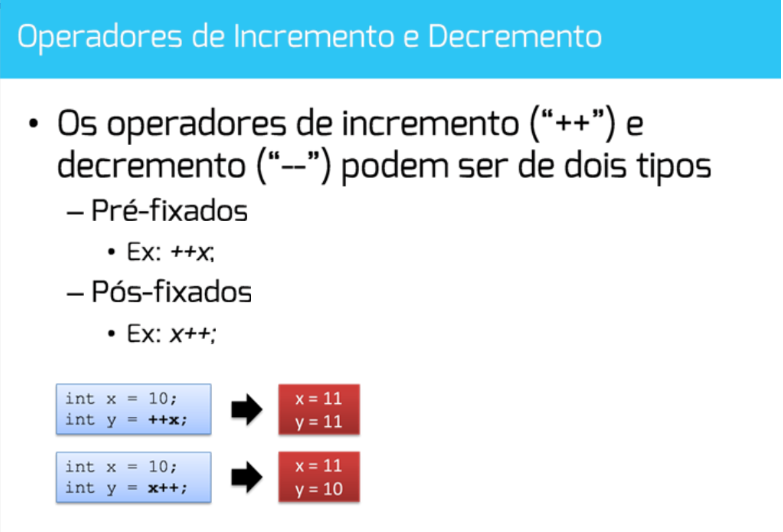 Operadores de Incremento e Decremento
• Os operadores de incremento (“++”) e
decremento (“--”) podem ser de dois tipos
– Pré-fixados
• Ex: ++x;
– Pós-fixados
• Ex: x++;
int x = 10;
int y = ++x;
x = 11
y = 11
int x = 10;
int y = x++;
x = 11
y = 10